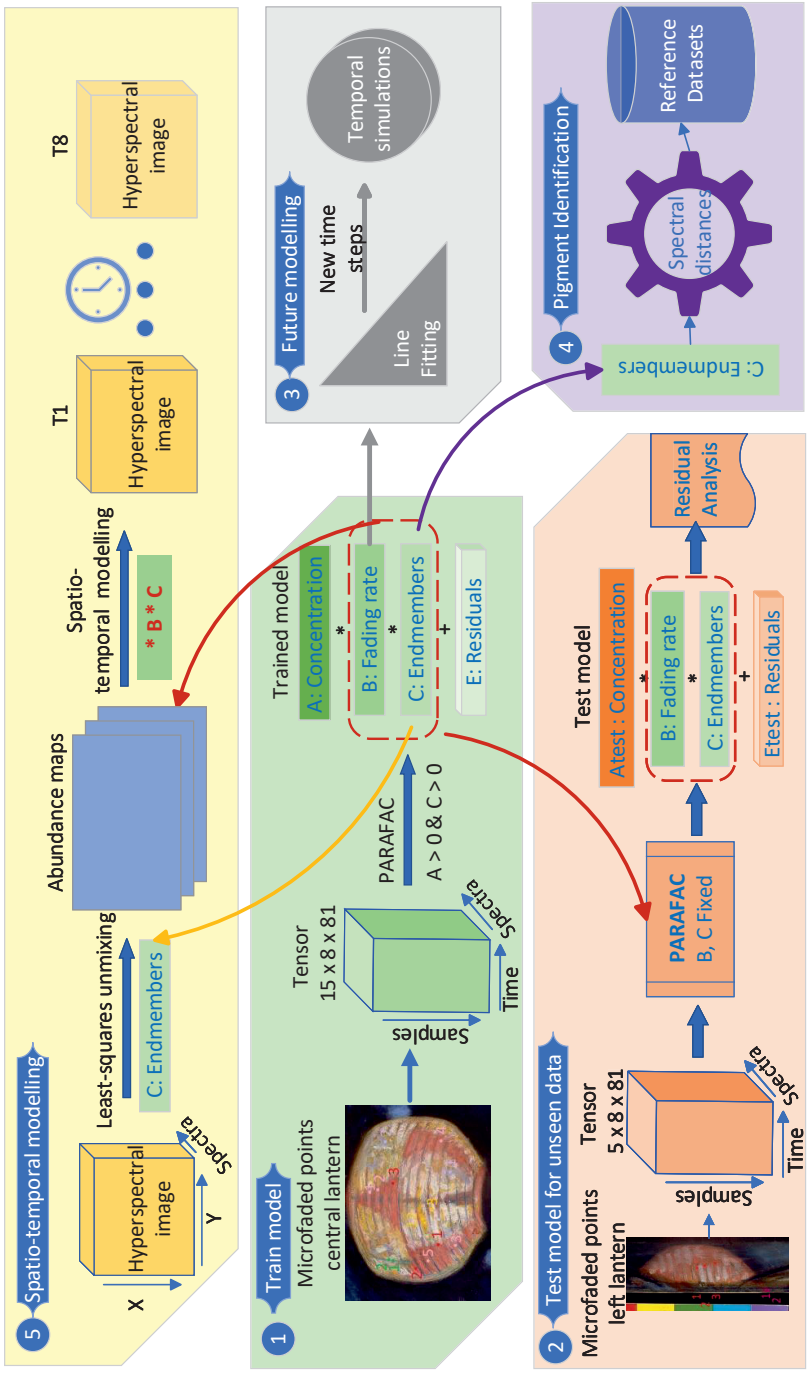 5
Spatio-temporal modelling
Hyperspectral
image
X
Y
Spectra
Least-squares unmixing
C: Endmembers
Abundance maps
Spatio-
temporal modelling
* B * C
T1
Hyperspectral
image
T8
Hyperspectral
image
1
Train model
Microfaded points
central lantern
Tensor
15 x 8 x 81
Samples
Time
Spectra
PARAFAC
A > 0 & C > 0
Trained model
A: Concentration
*
B: Fading rate
*
C: Endmembers
+
E: Residuals
3
Future modelling
Line
Fitting
New time
steps
Temporal
simulations
2
Test model for unseen data
Microfaded points
left lantern
Tensor
5 x 8 x 81
Samples
Time
Spectra
PARAFAC
B, C Fixed
Test model
Atest : Concentration
*
B: Fading rate
*
C: Endmembers
+
Etest : Residuals
Residual
Analysis
4
Pigment Identification
C: Endmembers
Spectral
distances
Reference
Datasets